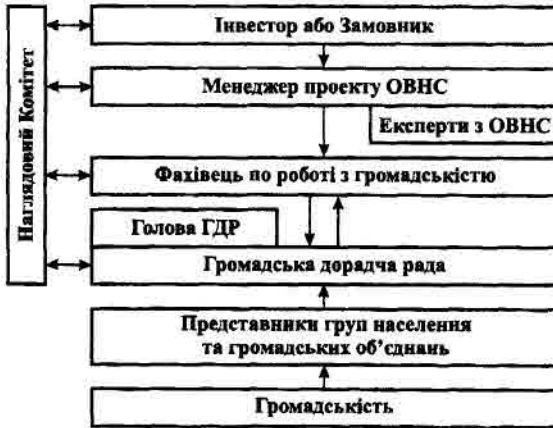 Наглядовий Комітет
Інвестор або Замовник
Менеджер проекту ОВНС
Експерти з ОВНС
Фахівець по роботі з громадськістю
Голова ГДР
Громадська дорадча рада
Представники груп населення
та громадських об’єднань
Громадськість